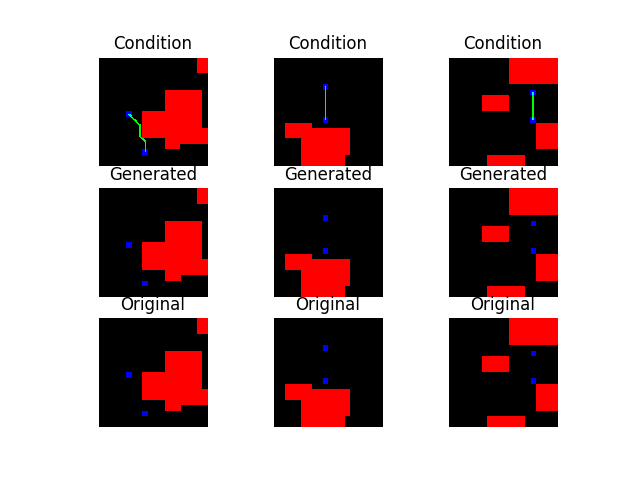 Condition Condition Condition
Generated Generated Generated
Original Original Original